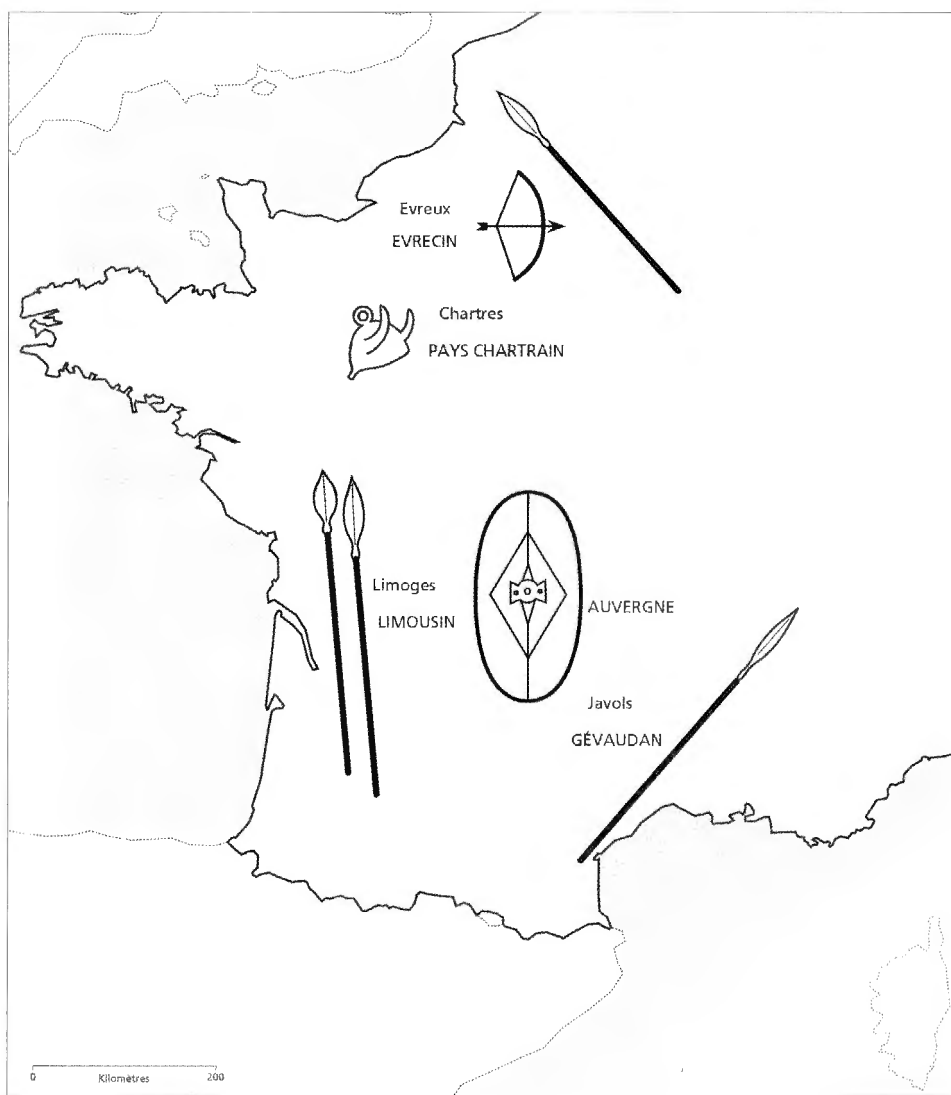 Evreux
EVRECIN
Chartres
PAYS CHARTRAIN
Limoges
LIMOUSIN
AUVERGNE
Javols
GÉVAUDAN
0 Kilomètres 200